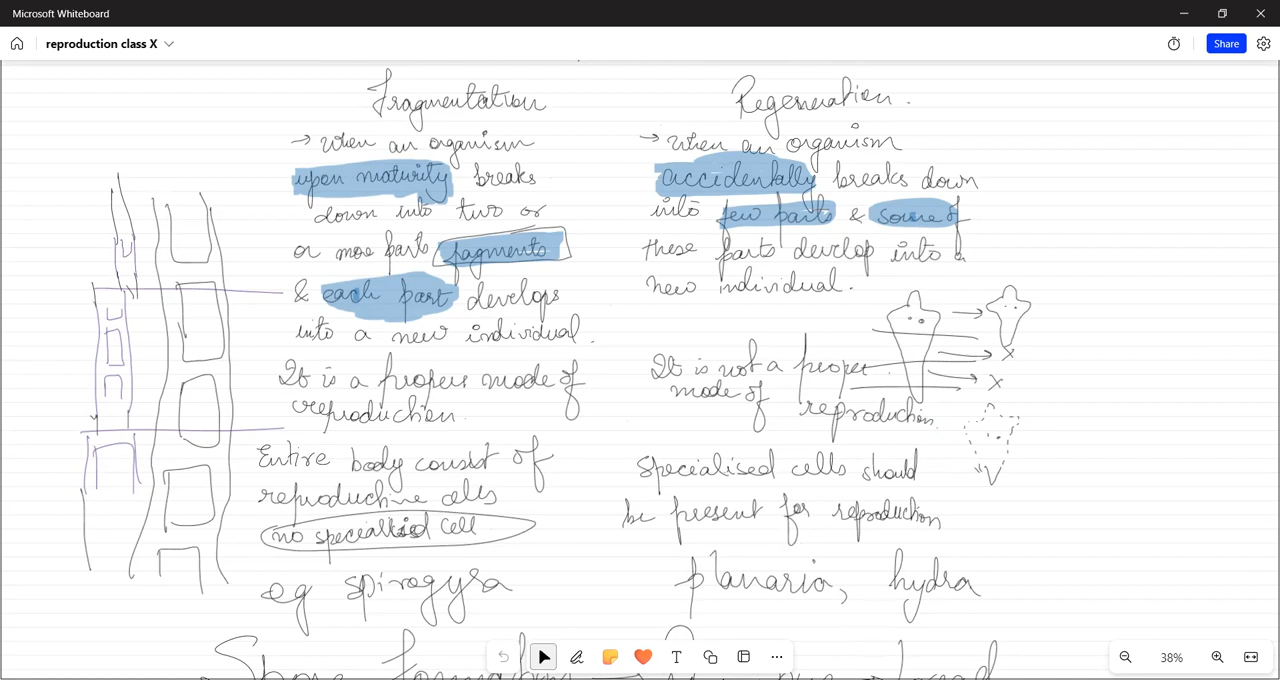 Microsoft Whiteboard
reproduction class X
Share
Fragmentation
→ when an organism
upon maturity breaks
down into two or
or more parts fragments
& each part develops
into a new individual.
It is a proper mode of
reproduction.
Entire body consist of
reproductive cells
no specialised cell
eg spirogyra
Regeneration.
→ when an organism
accidentally breaks down
into few parts & some of
these parts develop into a
new individual.
It is not a proper
mode of reproduction
X
X
Specialised cells should
be present for reproduction
planaria, hydra
Spore formation
38%